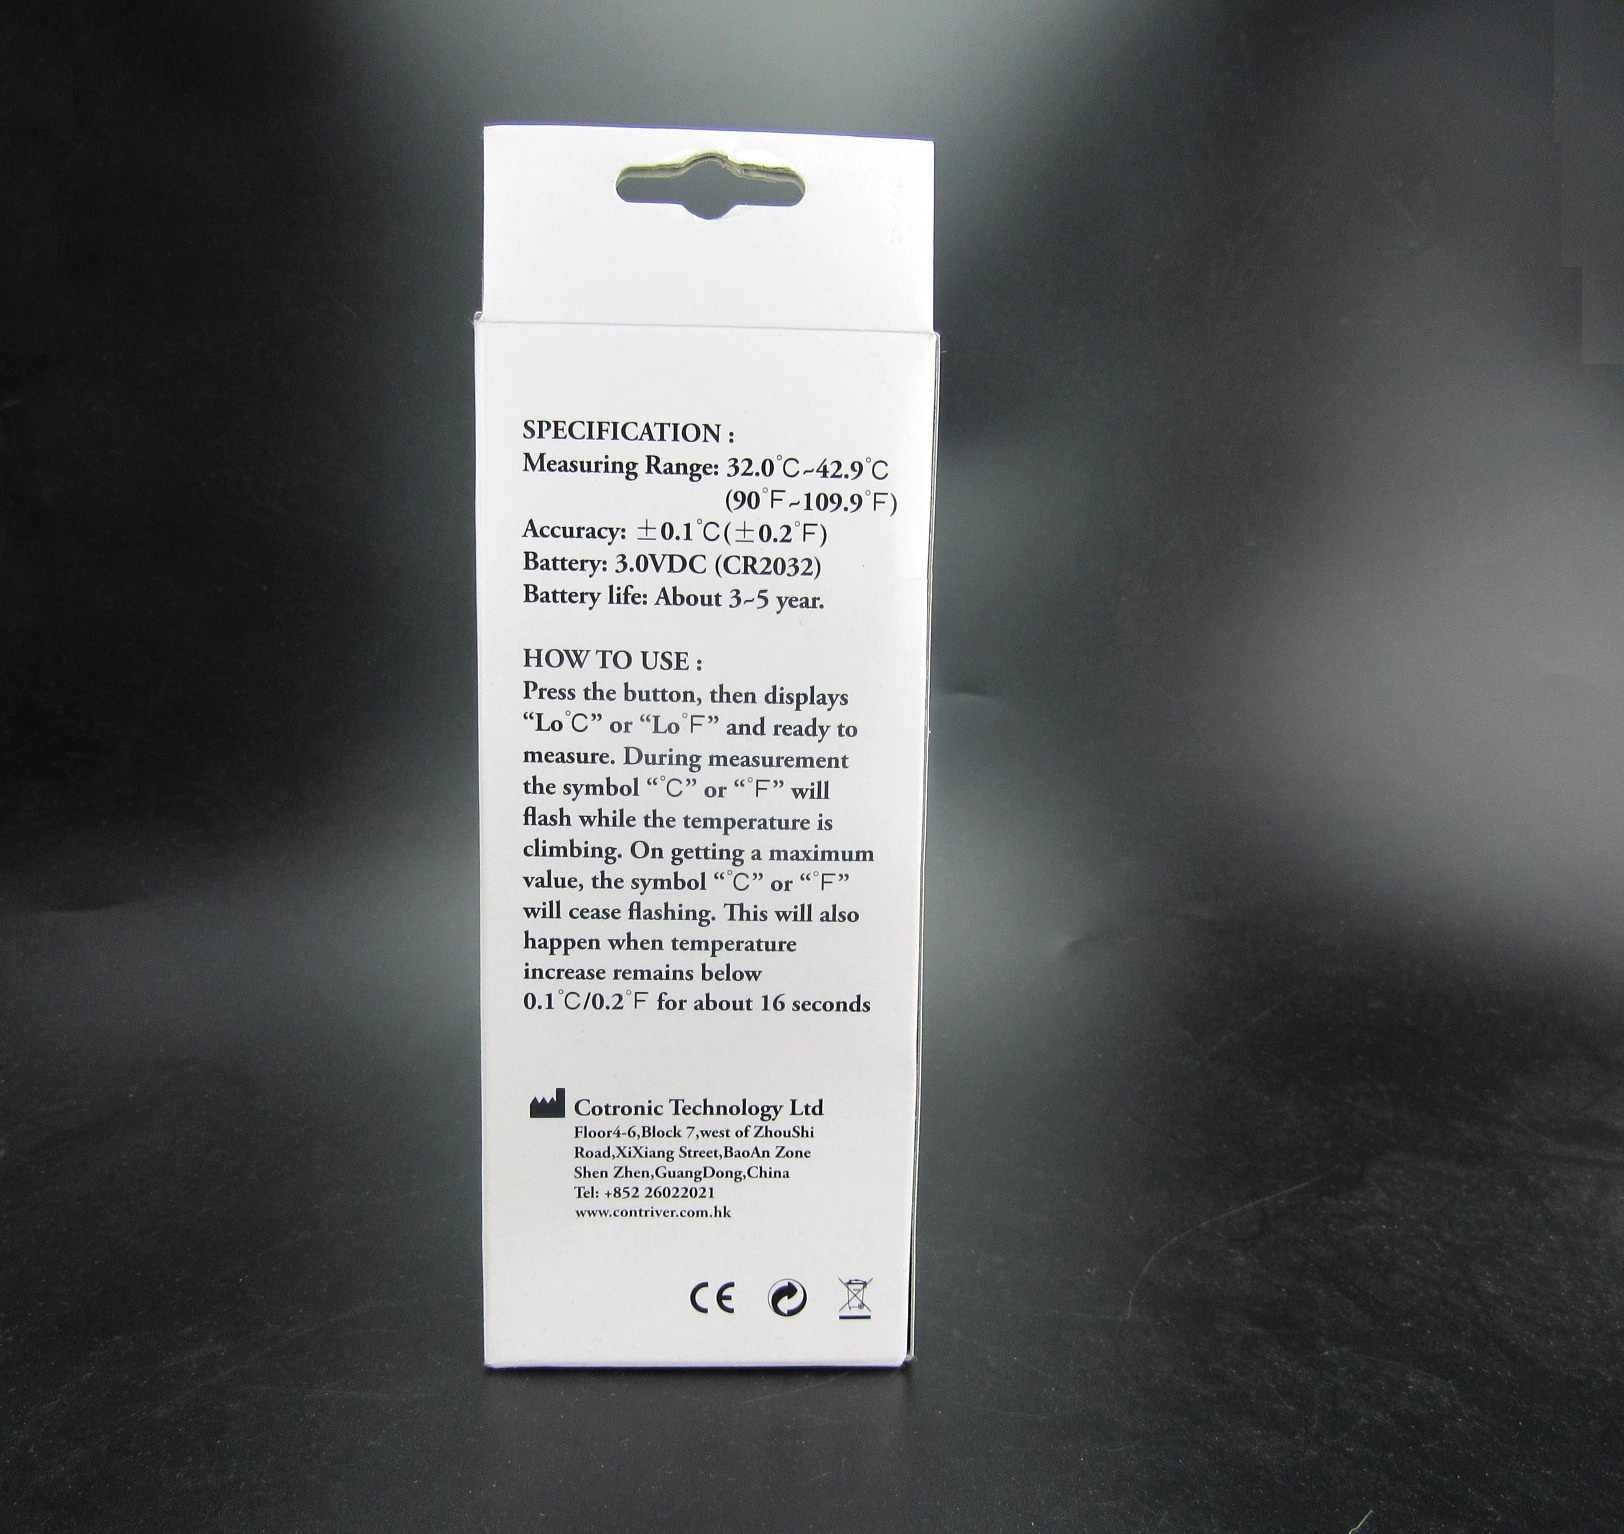 SPECIFICATION :
Measuring Range: 32.0℃~42.9℃
(90℉~109.9℉)
Accuracy: ±0.1℃(±0.2℉)
Battery: 3.0VDC (CR2032)
Battery life: About 3~5 year.
HOW TO USE :
Press the button, then displays
“Lo℃” or “Lo℉” and ready to
measure. During measurement
the symbol “℃” or “℉” will
flash while the temperature is
climbing. On getting a maximum
value, the symbol “℃” or “℉”
will cease flashing. This will also
happen when temperature
increase remains below
0.1℃/0.2℉ for about 16 seconds
Cotronic Technology Ltd
Floor4-6,Block 7,west of ZhouShi
Road,XiXiang Street,BaoAn Zone
Shen Zhen,GuangDong,China
Tel: +852 26022021
www.contriver.com.hk
CE